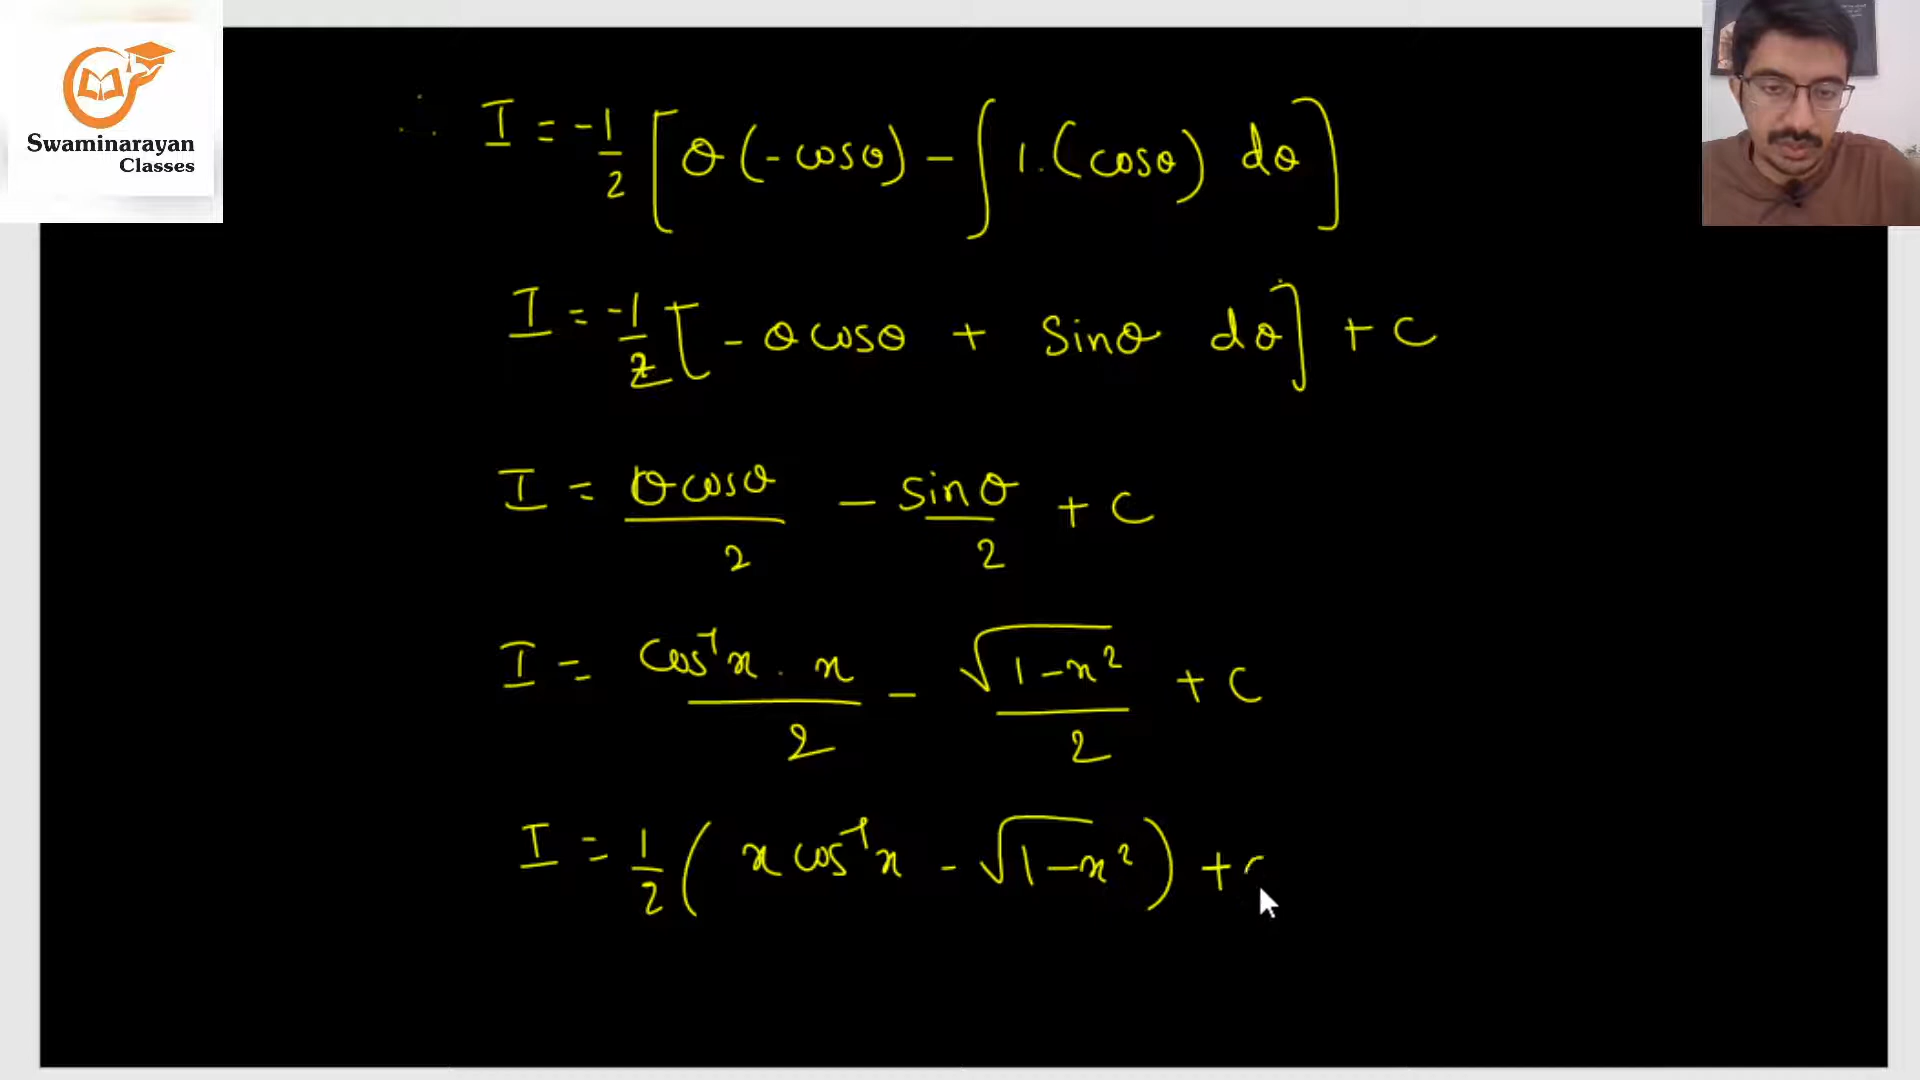 Swaminarayan
Classes
∴ I = -1/2 [θ(-cosθ) - ∫ 1.(cosθ) dθ]
I = -1/2 [-θcosθ + sinθ dθ] + C
I = θcosθ/2 - sinθ/2 + C
I = cos⁻¹x . x/2 - √(1-x²)/2 + C
I = 1/2 (x cos⁻¹x - √(1-x²)) +